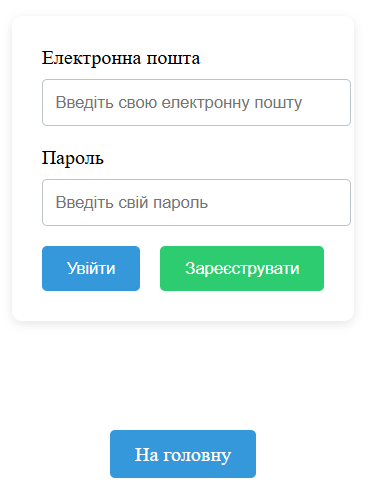 Електронна пошта
Введіть свою електронну пошту
Пароль
Введіть свій пароль
Увійти Зареєструвати
На головну